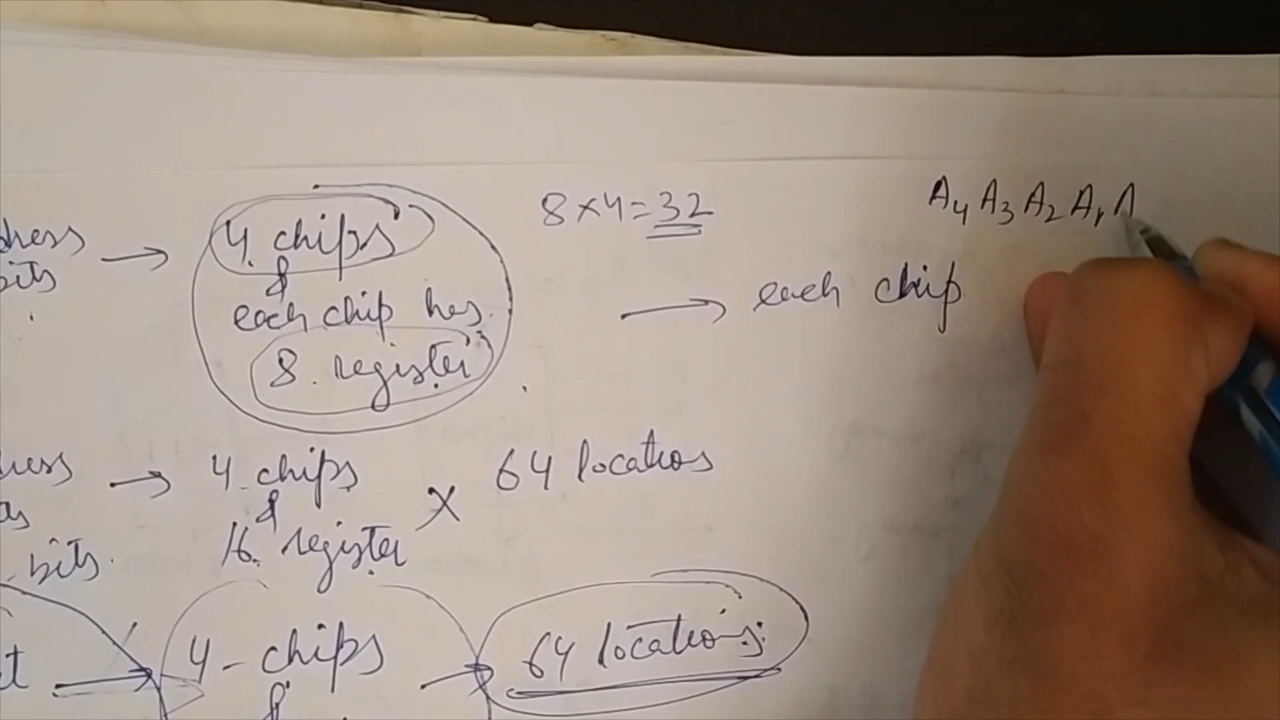 8×4=32
A4 A3 A2 A1 A
4 chips
&
each chip has
8 register
→ each chip
→ 4 chips
&
16 register
× 64 locations
bits.
4 - chips
&
→ 64 locations.